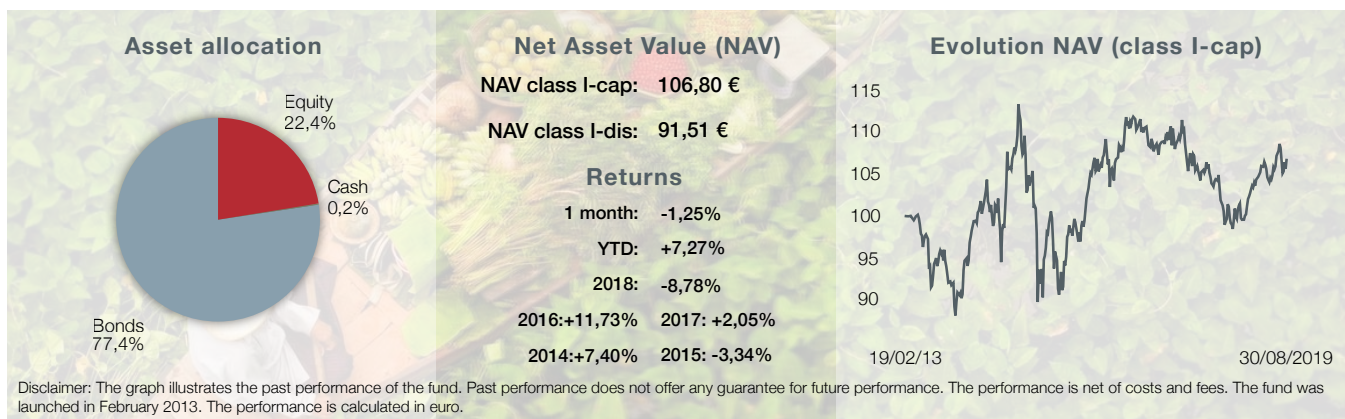 Asset allocation
Equity
22,4%
Cash
0,2%
Bonds
77,4%
Net Asset Value (NAV)
NAV class I-cap: 106,80 €
NAV class I-dis: 91,51 €
Returns
1 month: -1,25%
YTD: +7,27%
2018: -8,78%
2016:+11,73% 2017: +2,05%
2014:+7,40% 2015: -3,34%
Evolution NAV (class I-cap)
115
110
105
100
95
90
19/02/13 30/08/2019
Disclaimer: The graph illustrates the past performance of the fund. Past performance does not offer any guarantee for future performance. The performance is net of costs and fees. The fund was
launched in February 2013. The performance is calculated in euro.